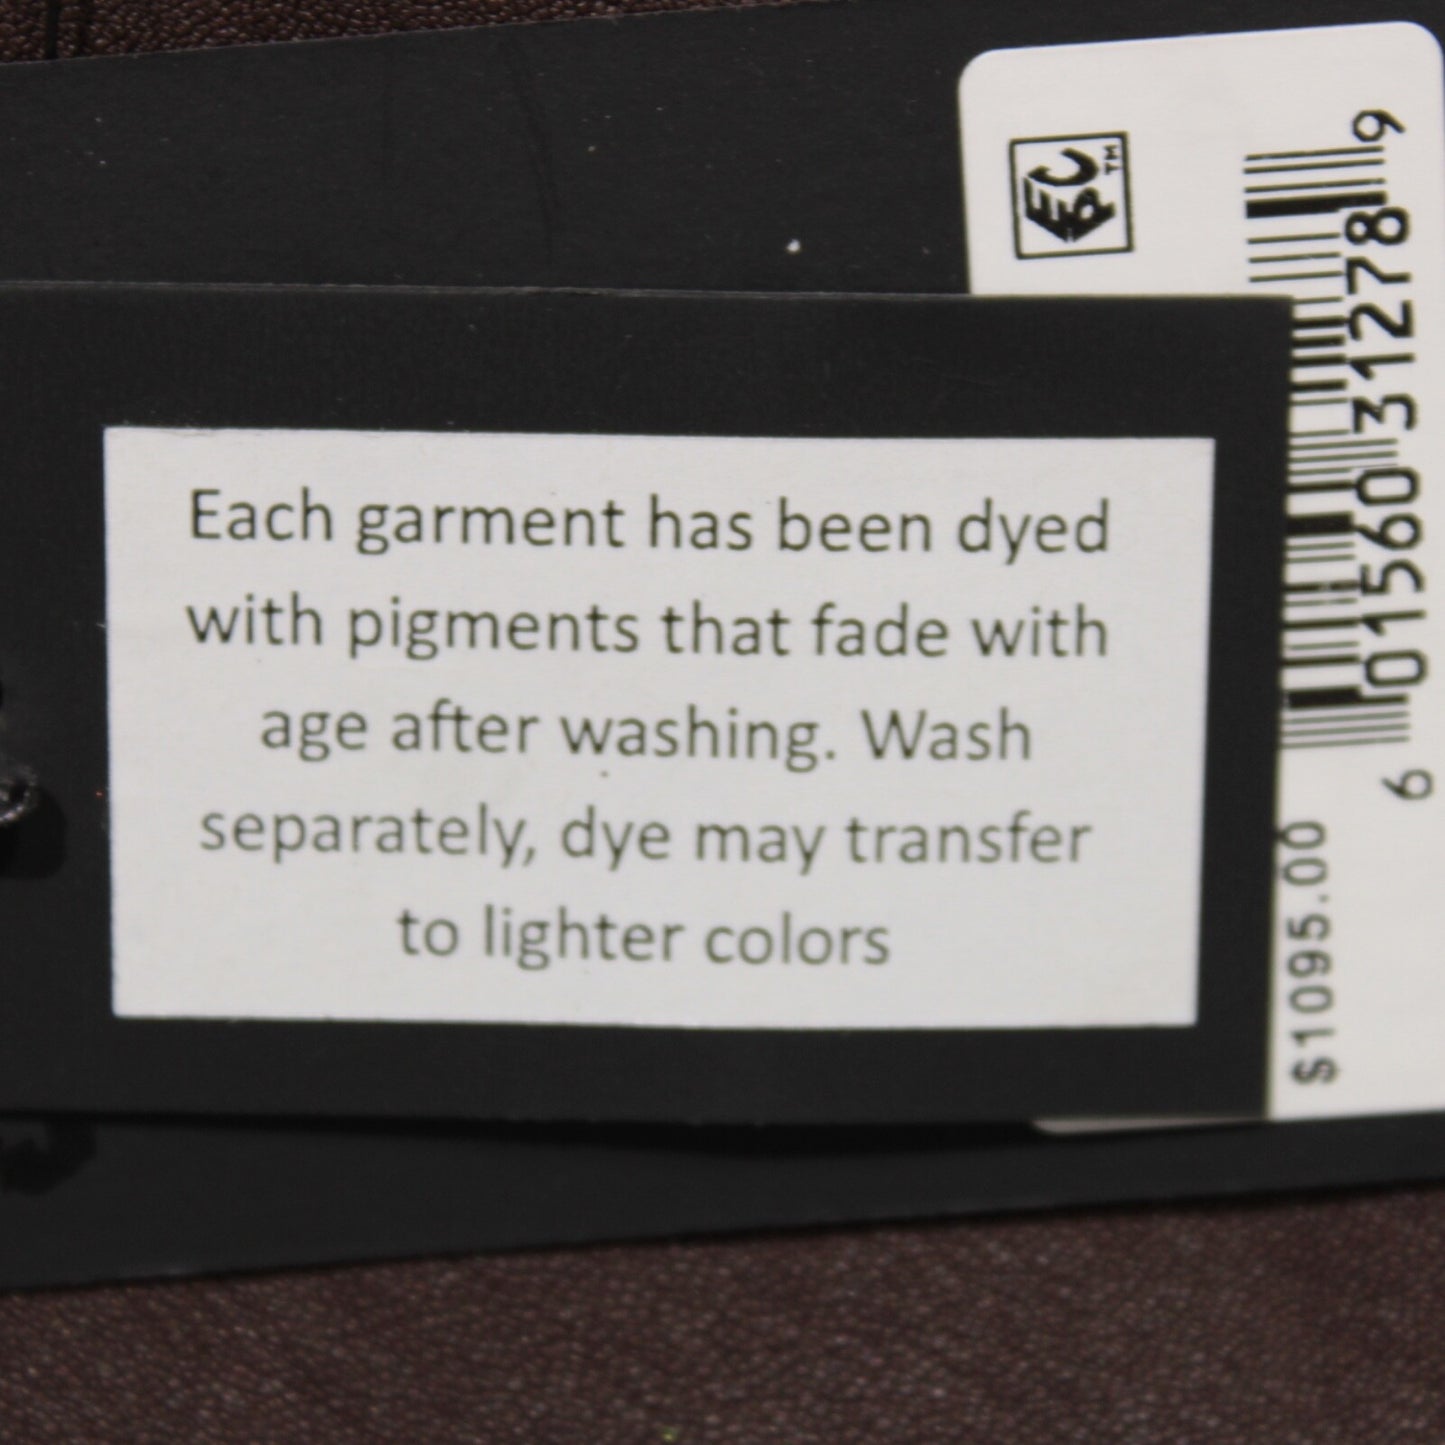 Each garment has been dyed
with pigments that fade with
age after washing. Wash
separately, dye may transfer
to lighter colors
EPC™
6 01560 31278 9
$1095.00